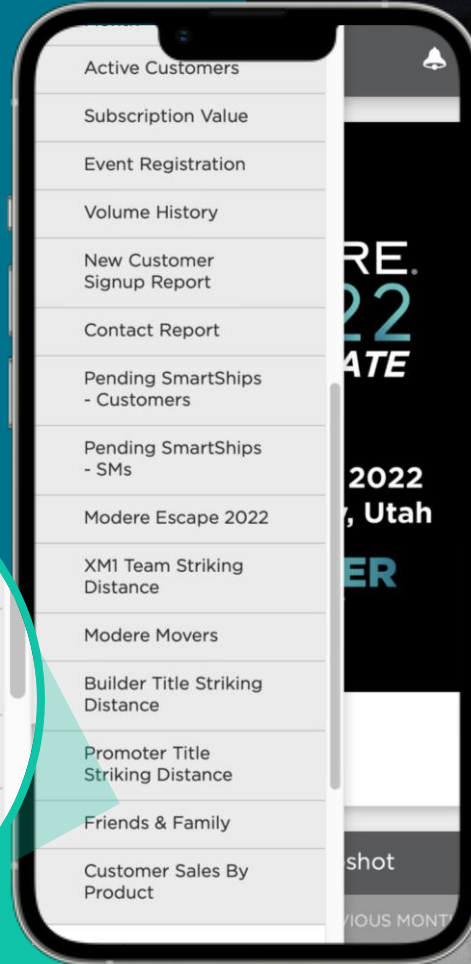 Active Customers
Subscription Value
Event Registration
Volume History
New Customer
Signup Report
Contact Report
Pending SmartShips
- Customers
Pending SmartShips
- SMs
Modere Escape 2022
XM1 Team Striking
Distance
Modere Movers
Builder Title Striking
Distance
Promoter Title
Striking Distance
Friends & Family
Customer Sales By
Product
RE.
22
ATE
2022
, Utah
ER
shot
IOUS MONT